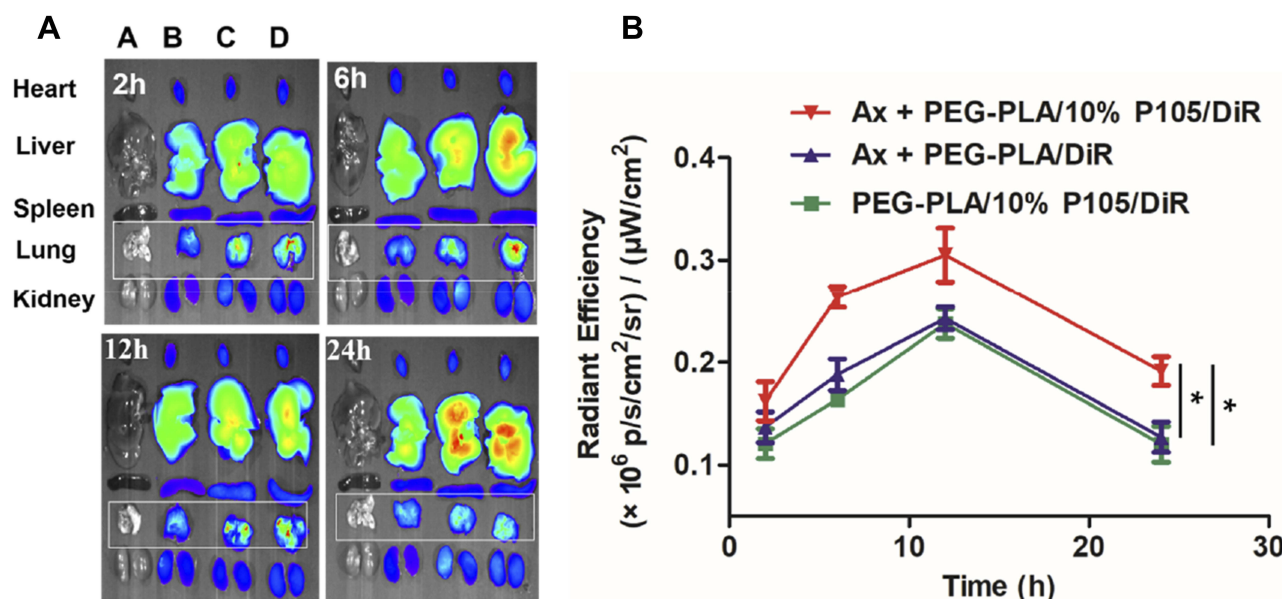 A
A B C D
2h
6h
Heart
Liver
Spleen
Lung
Kidney
12h
24h
B
Ax + PEG-PLA/10% P105/DiR
Ax + PEG-PLA/DiR
PEG-PLA/10% P105/DiR
Radiant Efficiency
(× 10⁶ p/s/cm²/sr) / (μW/cm²)
0.4
0.3
0.2
0.1
*
*
0 10 20 30
Time (h)